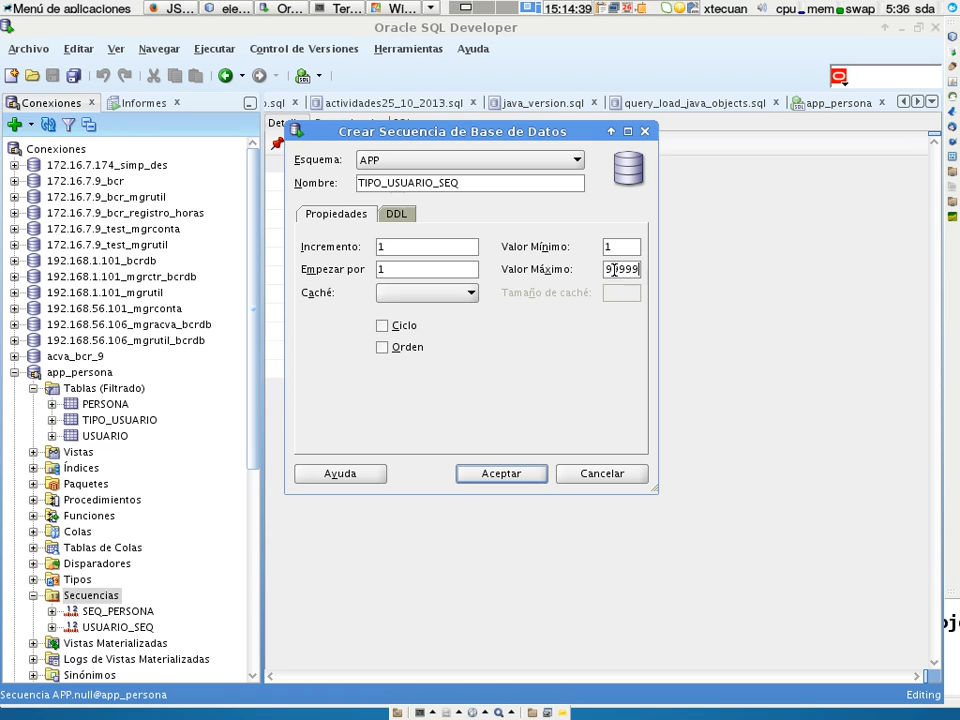 Menú de aplicaciones JS... ele... Or... Ter... Wi... 15:14:39 xtecuan cpu mem swap 5:36 sda
Oracle SQL Developer
Archivo Editar Ver Navegar Ejecutar Control de Versiones Herramientas Ayuda
Conexiones Informes
.sql actividades25_10_2013.sql java_version.sql query_load_java_objects.sql app_persona
Crear Secuencia de Base de Datos
Esquema: APP
Nombre: TIPO_USUARIO_SEQ
Propiedades DDL
Incremento: 1 Valor Mínimo: 1
Empezar por 1 Valor Máximo:
Caché: Tamaño de caché:
Ciclo
Orden
Ayuda Aceptar Cancelar
Conexiones
172.16.7.174_simp_des
172.16.7.9_bcr
172.16.7.9_bcr_mgrutil
172.16.7.9_bcr_registro_horas
172.16.7.9_test_mgrconta
172.16.7.9_test_mgrutil
192.168.1.101_bcrdb
192.168.1.101_mgrctr_bcrdb
192.168.1.101_mgrutil
192.168.56.101_mgrconta
192.168.56.106_mgracva_bcrdb
192.168.56.106_mgrutil_bcrdb
acva_bcr_9
app_persona
Tablas (Filtrado)
PERSONA
TIPO_USUARIO
USUARIO
Vistas
Índices
Paquetes
Procedimientos
Funciones
Colas
Tablas de Colas
Disparadores
Tipos
Secuencias
SEQ_PERSONA
USUARIO_SEQ
Vistas Materializadas
Logs de Vistas Materializadas
Sinónimos
Secuencia APP.null@app_persona Editing